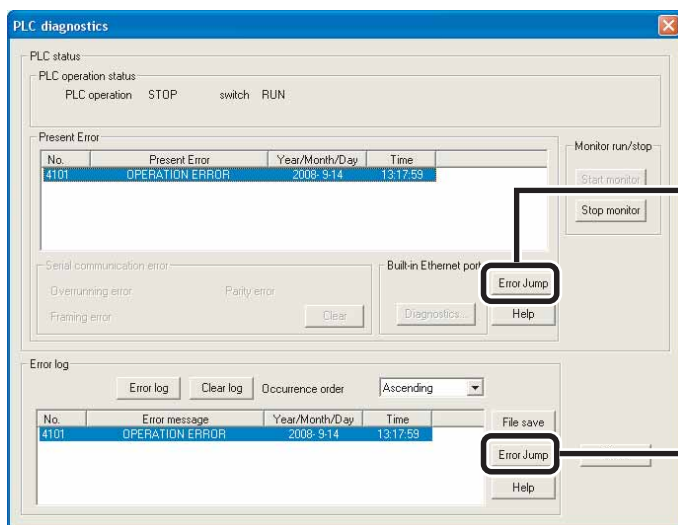 PLC diagnostics
PLC status
PLC operation status
PLC operation STOP switch RUN
Present Error
No. Present Error Year/Month/Day Time
4101 OPERATION ERROR 2008- 9-14 13:17:59
Monitor run/stop
Start monitor
Stop monitor
Serial communication error
Overrunning error Parity error
Framing error Clear
Built-in Ethernet port
Diagnostics...
Error Jump
Help
Error log
Error log Clear log Occurrence order Ascending
No. Error message Year/Month/Day Time
4101 OPERATION ERROR 2008- 9-14 13:17:59
File save
Error Jump
Help